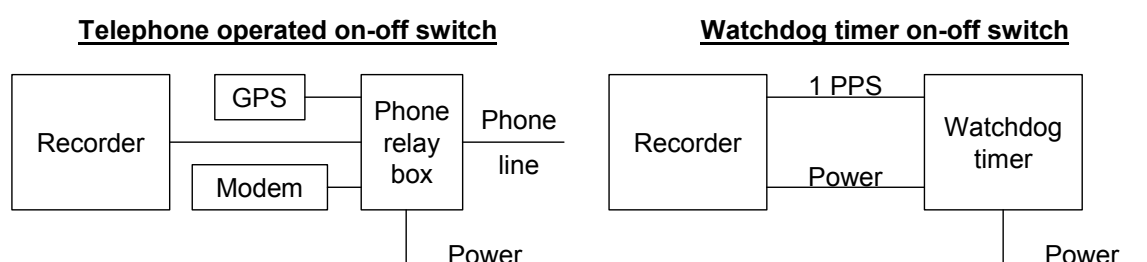 Telephone operated on-off switch
Recorder
GPS
Modem
Phone
relay
box
Phone
line
Power
Watchdog timer on-off switch
Recorder
1 PPS
Power
Watchdog
timer
Power